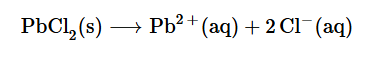 PbCl₂(s) ⟶ Pb²⁺(aq) + 2 Cl⁻(aq)